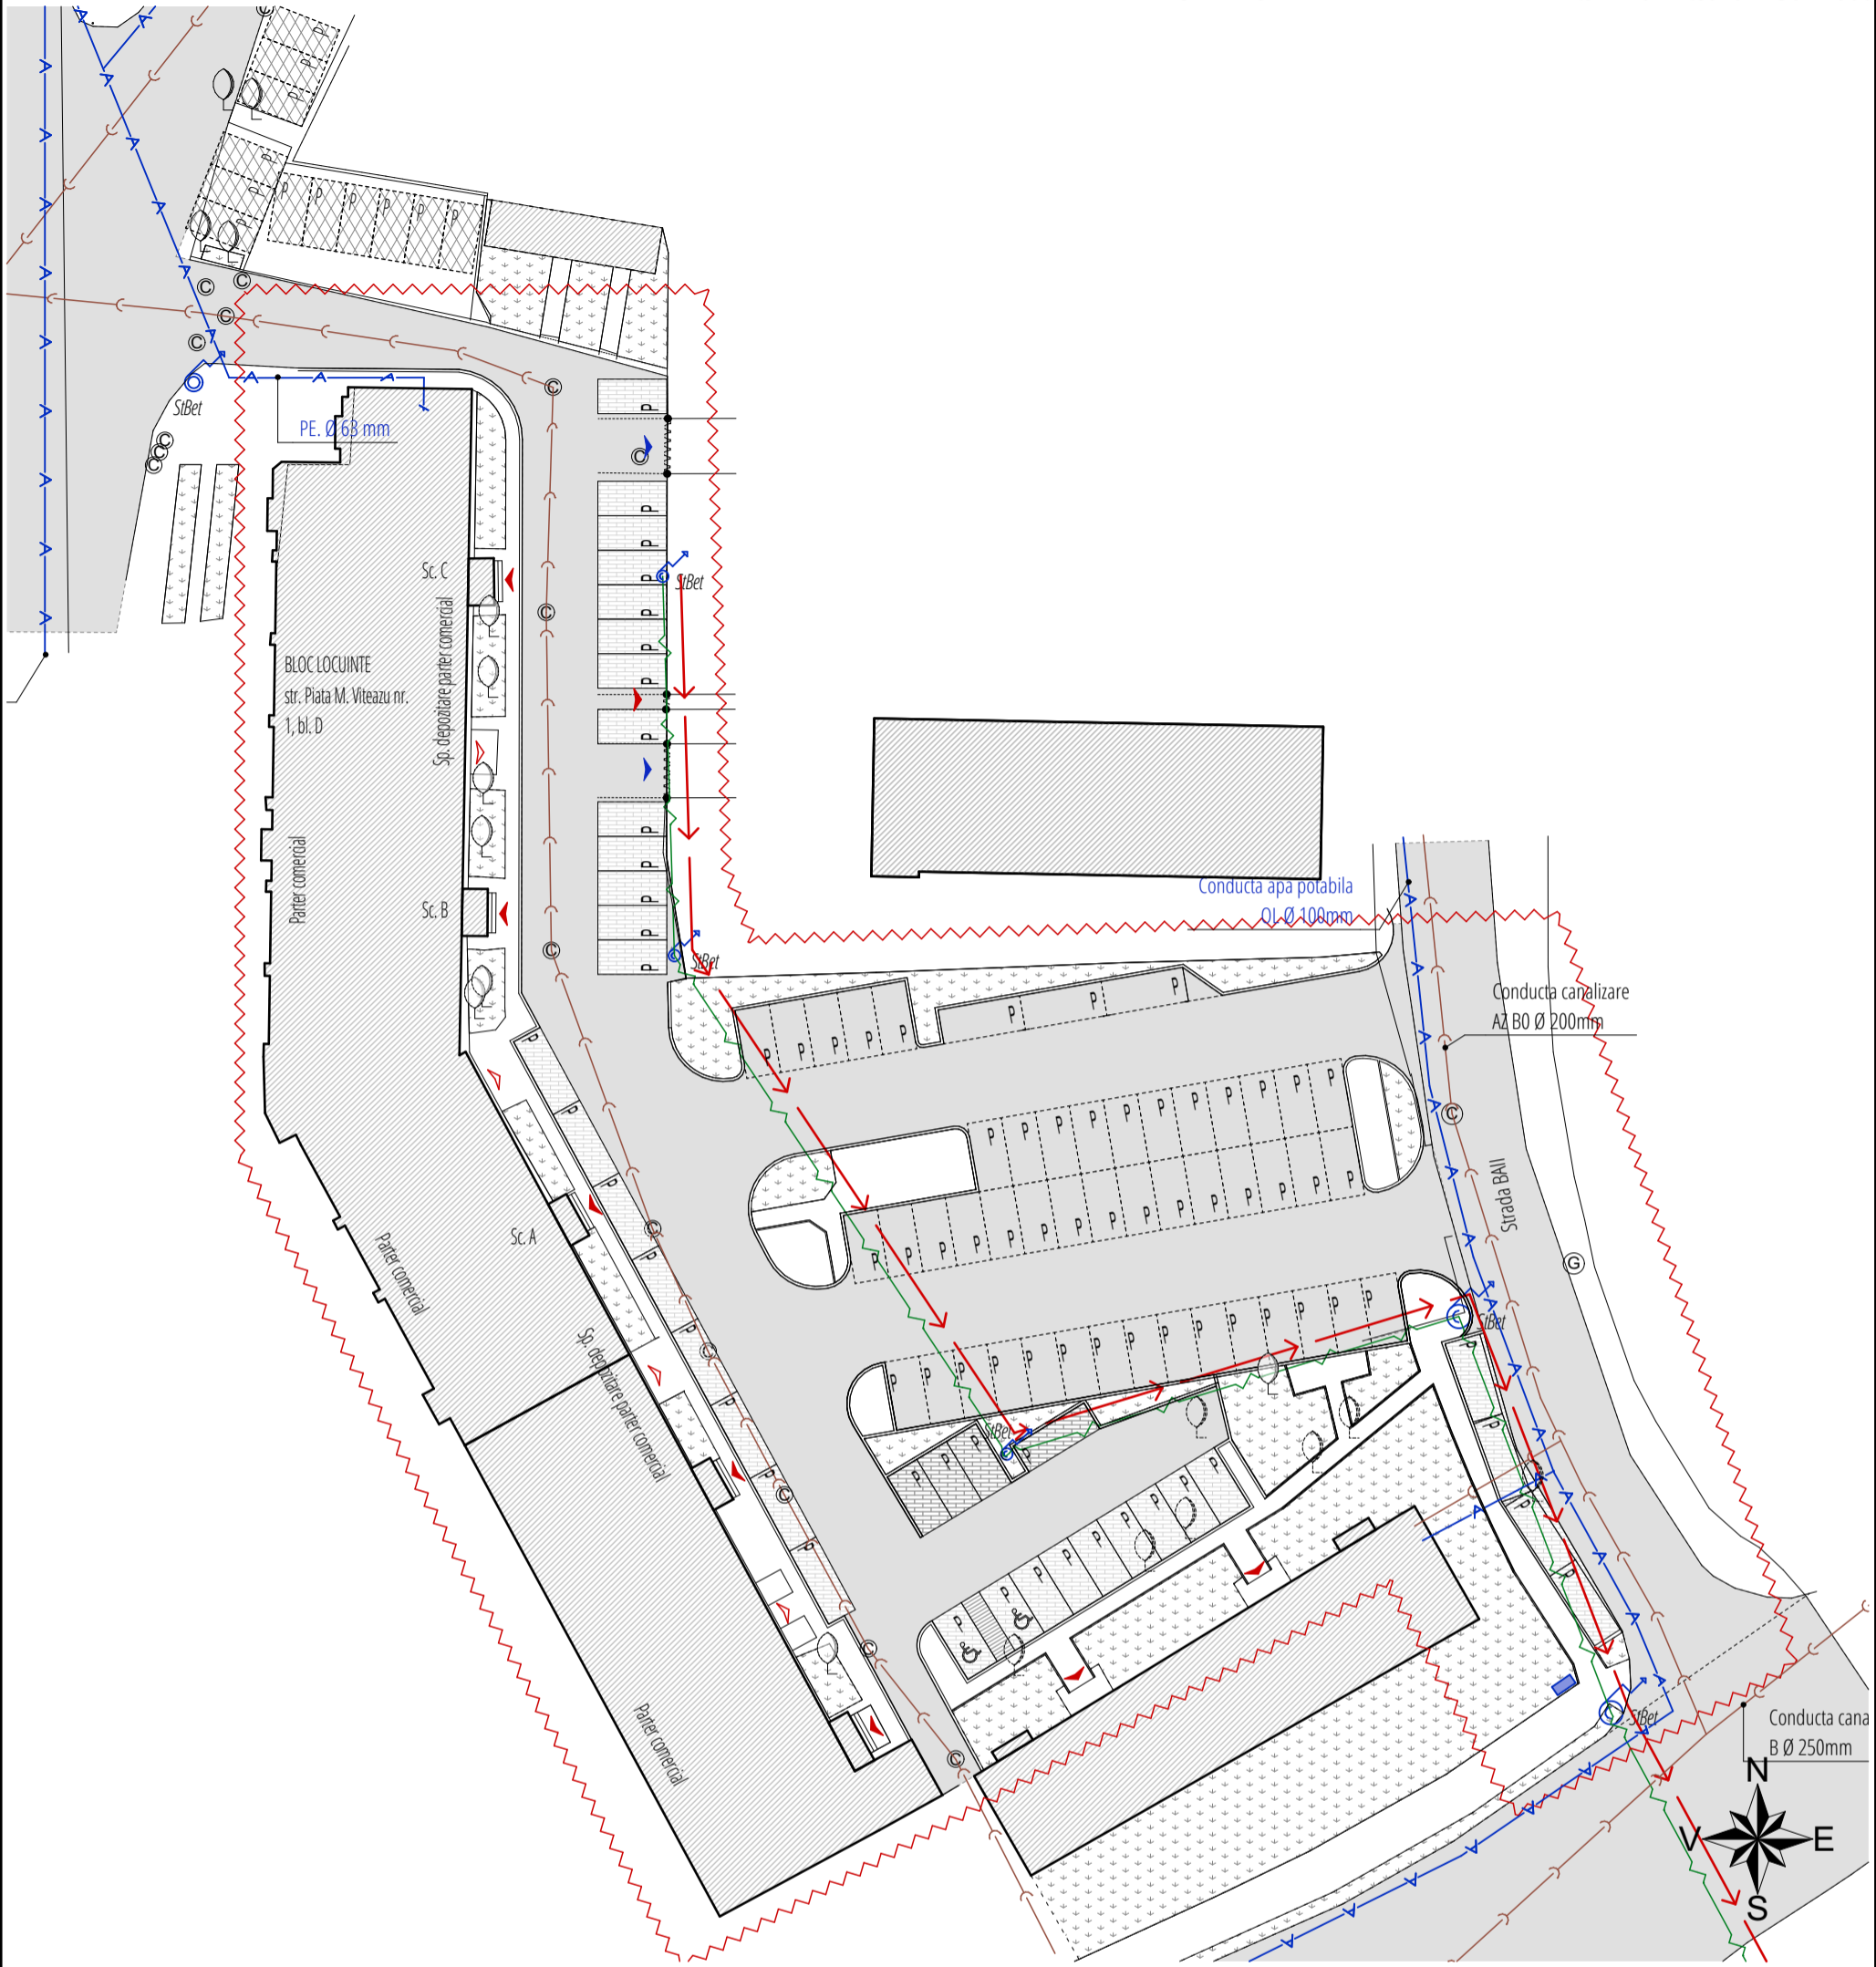 StBet
PE. Ø 63 mm
Sc. C
StBet
Sp. depozitare parter comercial
BLOC LOCUINTE
str. Piata M. Viteazu nr.
1, bl. D
Parter comercial
Sc. B
StBet
Conducta apa potabila
OL Ø 100mm
Conducta canalizare
AZ BO Ø 200mm
Strada BAII
G
Sc. A
Parter comercial
Sp. depozitare parter comercial
StBet
StBet
Parter comercial
StBet
Conducta cana
B Ø 250mm
N
V
E
S